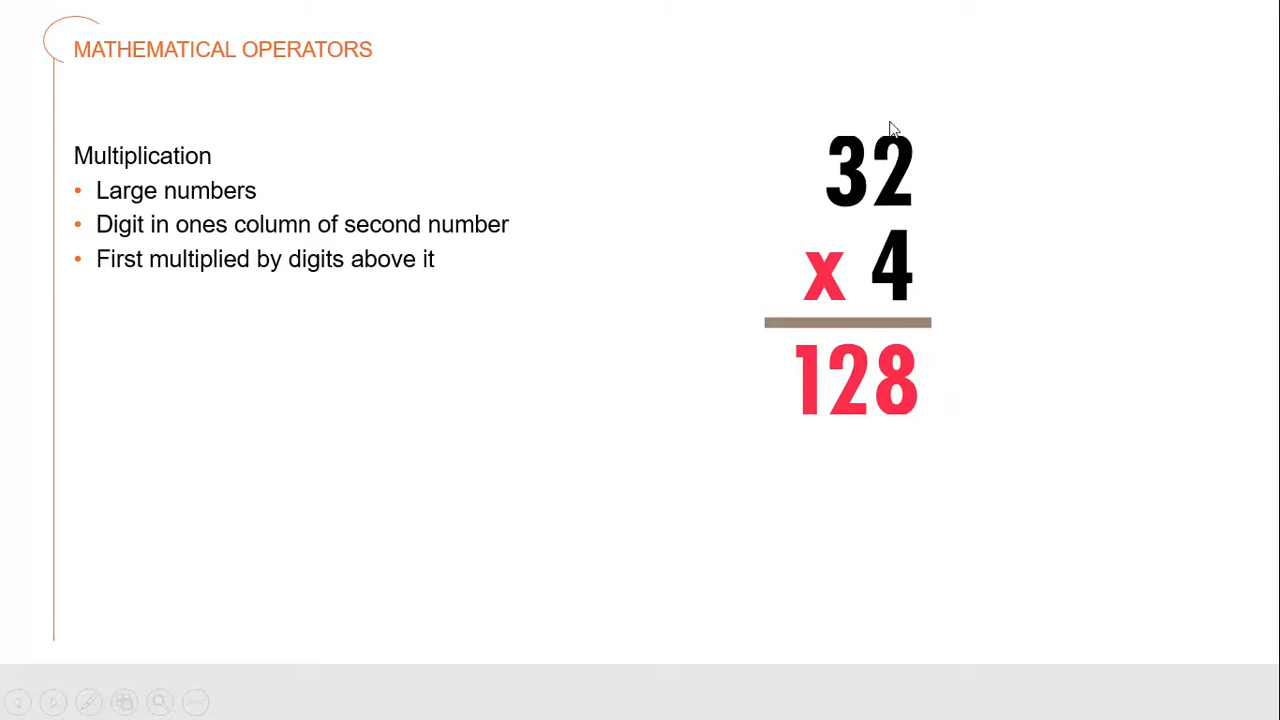 MATHEMATICAL OPERATORS
Multiplication
• Large numbers
• Digit in ones column of second number
• First multiplied by digits above it
32
x 4
128